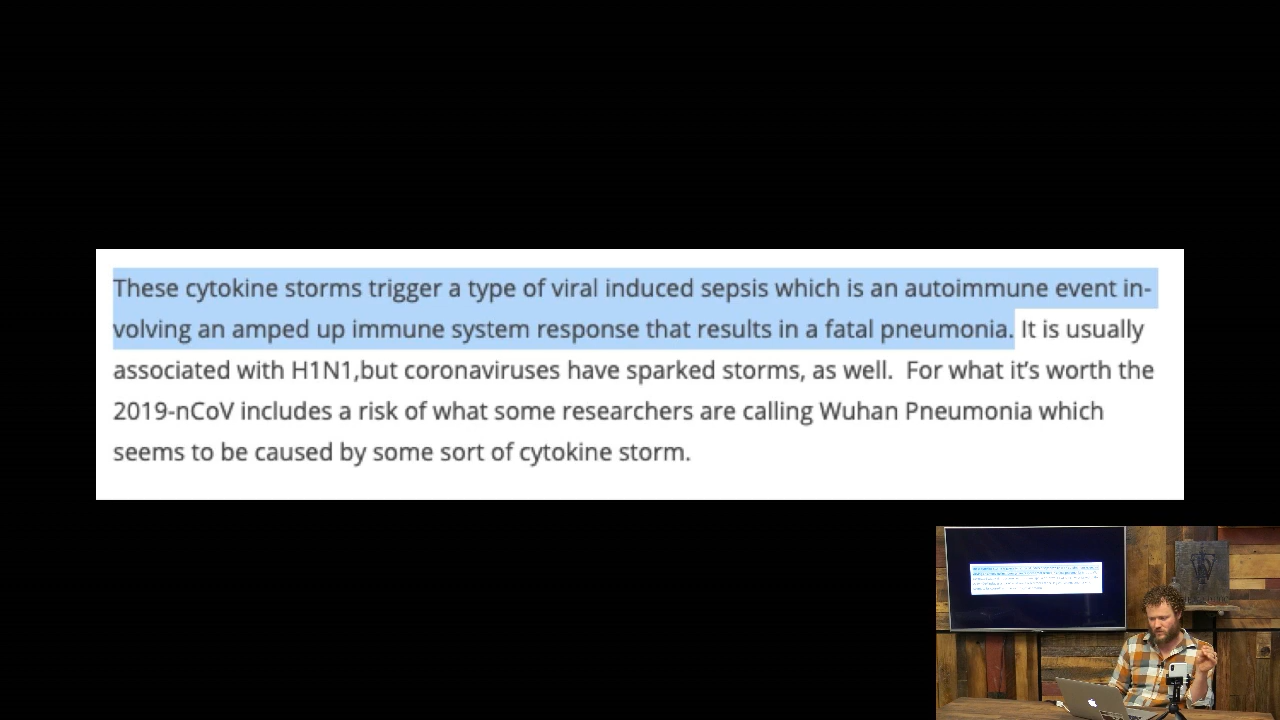 These cytokine storms trigger a type of viral induced sepsis which is an autoimmune event in-
volving an amped up immune system response that results in a fatal pneumonia. It is usually
associated with H1N1,but coronaviruses have sparked storms, as well.  For what it’s worth the
2019-nCoV includes a risk of what some researchers are calling Wuhan Pneumonia which
seems to be caused by some sort of cytokine storm.